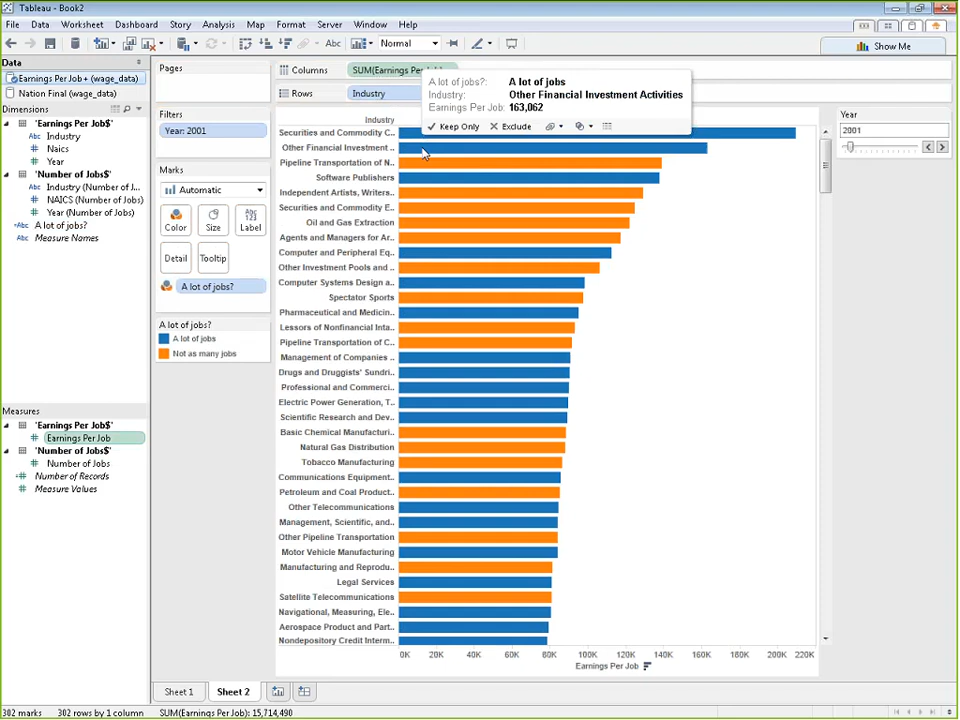 Tableau - Book2
File Data Worksheet Dashboard Story Analysis Map Format Server Window Help
Abc Normal Show Me
Data
Earnings Per Job+ (wage_data)
Nation Final (wage_data)
Dimensions
'Earnings Per Job$'
Abc Industry
# Naics
# Year
'Number of Jobs$'
Abc Industry (Number of J...
# NAICS (Number of Jobs)
# Year (Number of Jobs)
Abc A lot of jobs?
Abc Measure Names
Measures
'Earnings Per Job$'
# Earnings Per Job
'Number of Jobs$'
# Number of Jobs
# Number of Records
# Measure Values
Pages
Filters
Year: 2001
Marks
Automatic
Color Size Abc Label
Detail Tooltip
A lot of jobs?
A lot of jobs?
A lot of jobs
Not as many jobs
Columns SUM(Earnings Per
Rows Industry
A lot of jobs?: A lot of jobs
Industry: Other Financial Investment Activities
Earnings Per Job: 163,062
Keep Only Exclude
Industry
Securities and Commodity C..
Other Financial Investment ..
Pipeline Transportation of N..
Software Publishers
Independent Artists, Writers..
Securities and Commodity E..
Oil and Gas Extraction
Agents and Managers for Ar..
Computer and Peripheral Eq..
Other Investment Pools and ..
Computer Systems Design a..
Spectator Sports
Pharmaceutical and Medicin..
Lessors of Nonfinancial Inta..
Pipeline Transportation of C..
Management of Companies ..
Drugs and Druggists' Sundri..
Professional and Commerci..
Electric Power Generation, T..
Scientific Research and Dev..
Basic Chemical Manufacturi..
Natural Gas Distribution
Tobacco Manufacturing
Communications Equipment..
Petroleum and Coal Product..
Other Telecommunications
Management, Scientific, and..
Other Pipeline Transportation
Motor Vehicle Manufacturing
Manufacturing and Reprodu..
Legal Services
Satellite Telecommunications
Navigational, Measuring, Ele..
Aerospace Product and Part..
Nondepository Credit Interm..
0K 20K 40K 60K 80K 100K 120K 140K 160K 180K 200K 220K
Earnings Per Job
Year
2001
Sheet 1 Sheet 2
302 marks 302 rows by 1 column SUM(Earnings Per Job): 15,714,490